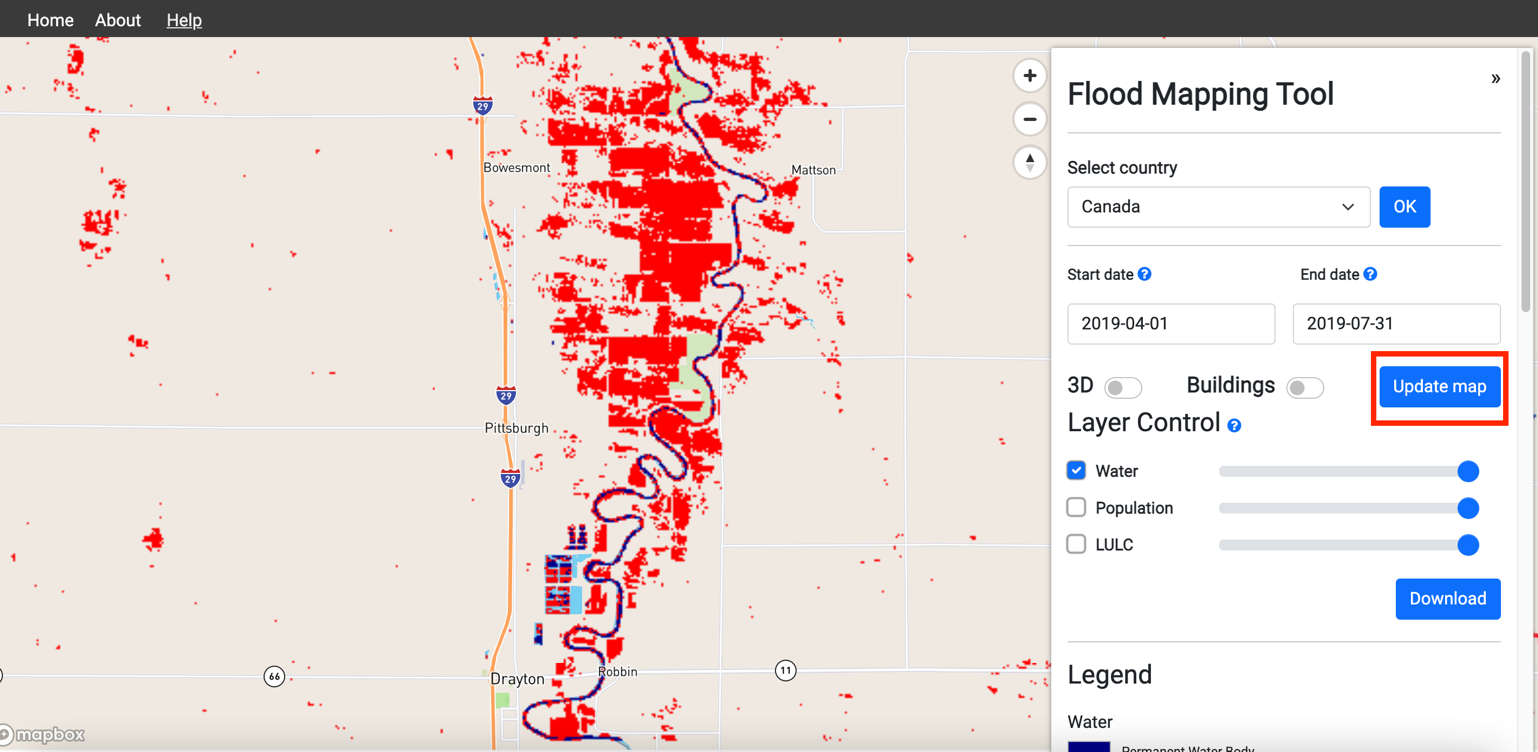 Home About Help
»
Flood Mapping Tool
Select country
Canada
OK
Start date ?
End date ?
2019-04-01
2019-07-31
3D
Buildings
Update map
Layer Control ?
Water
Population
LULC
Download
Legend
Water
Permanent Water Body
29
Bowesmont
Mattson
29
Pittsburgh
29
66
Drayton
Robbin
11
mapbox